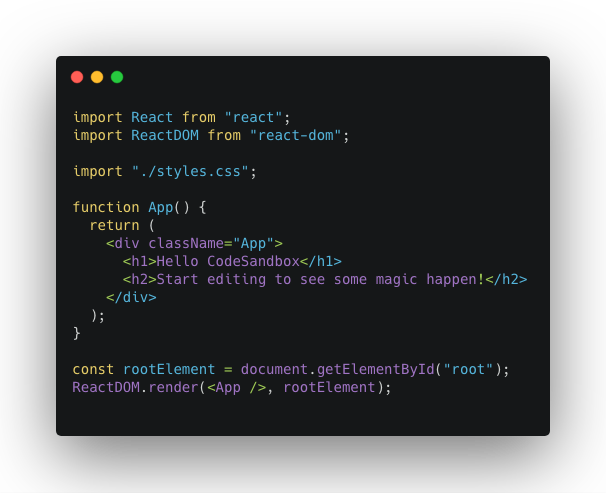 import React from "react";
import ReactDOM from "react-dom";

import "./styles.css";

function App() {
  return (
    <div className="App">
      <h1>Hello CodeSandbox</h1>
      <h2>Start editing to see some magic happen!</h2>
    </div>
  );
}

const rootElement = document.getElementById("root");
ReactDOM.render(<App />, rootElement);